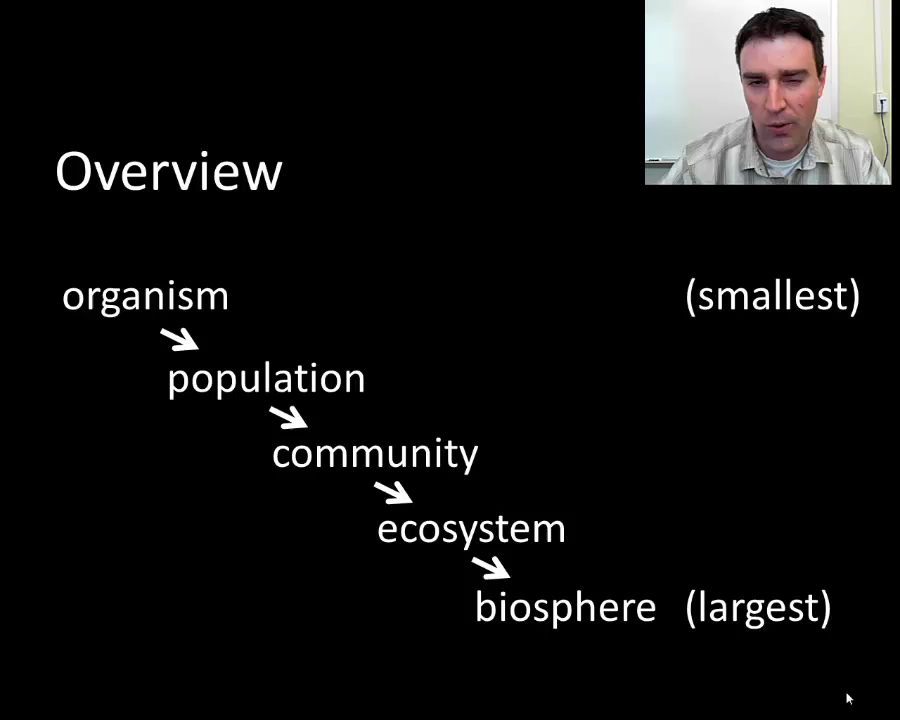 Overview
organism (smallest)
population
community
ecosystem
biosphere (largest)